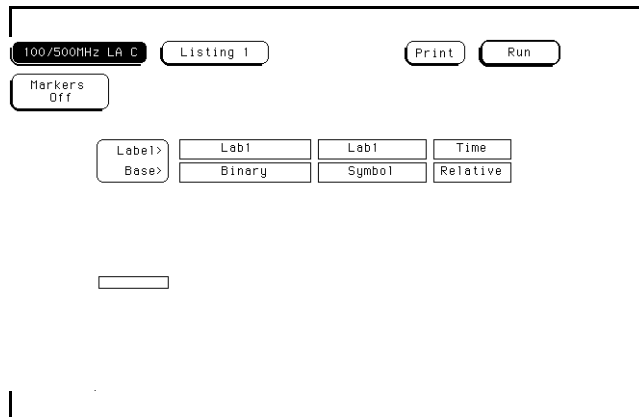 100/500MHz LA C Listing 1 Print Run
Markers
Off
Label> Lab1 Lab1 Time
Base> Binary Symbol Relative